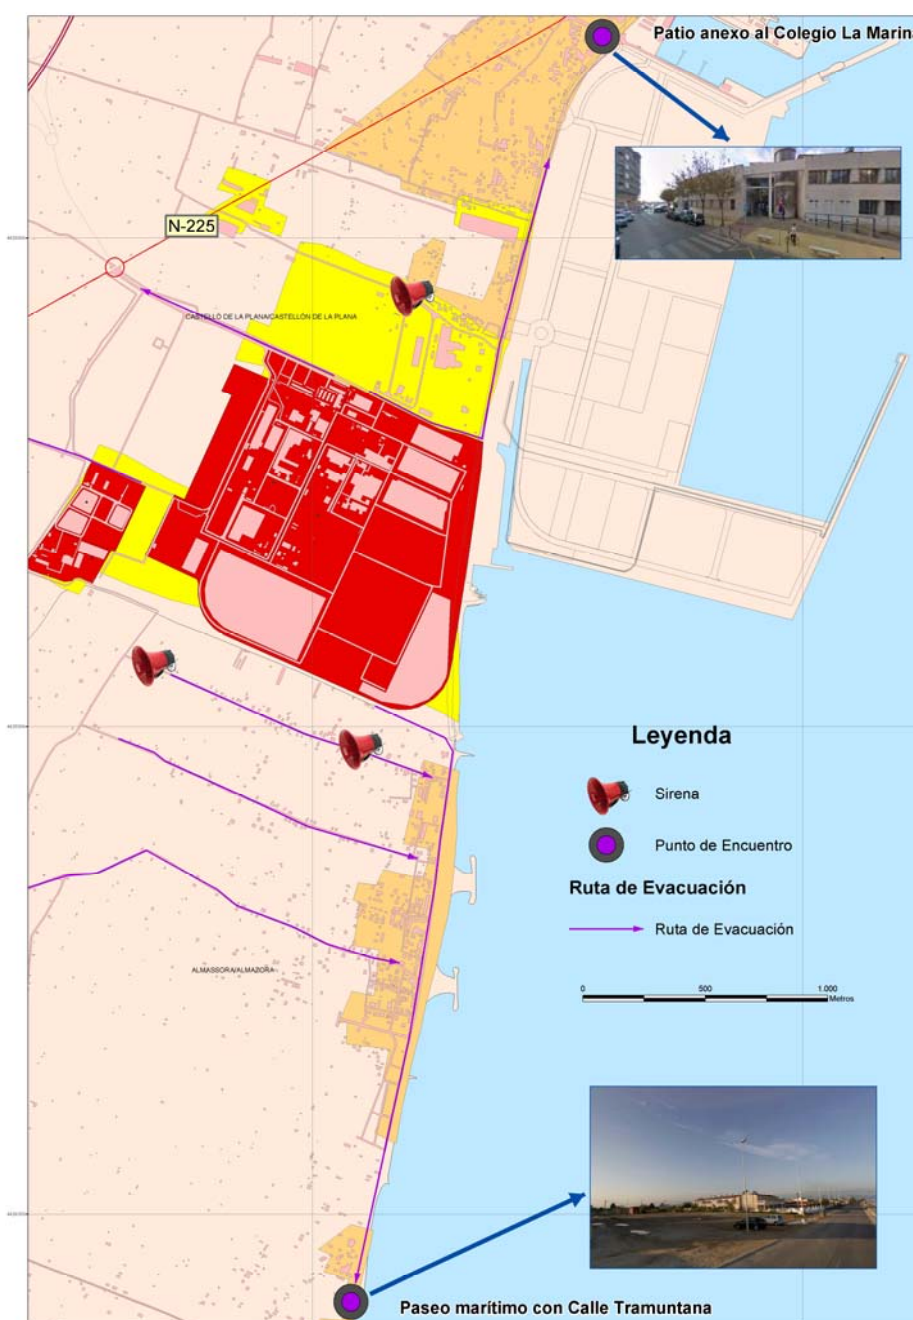 Patio anexo al Colegio La Marina
N-225
CASTELLÓ DE LA PLANA/CASTELLÓN DE LA PLANA
Leyenda
Sirena
Punto de Encuentro
Ruta de Evacuación
Ruta de Evacuación
ALMASSORA/ALMAZORA
0 500 1.000
Metros
Paseo marítimo con Calle Tramuntana